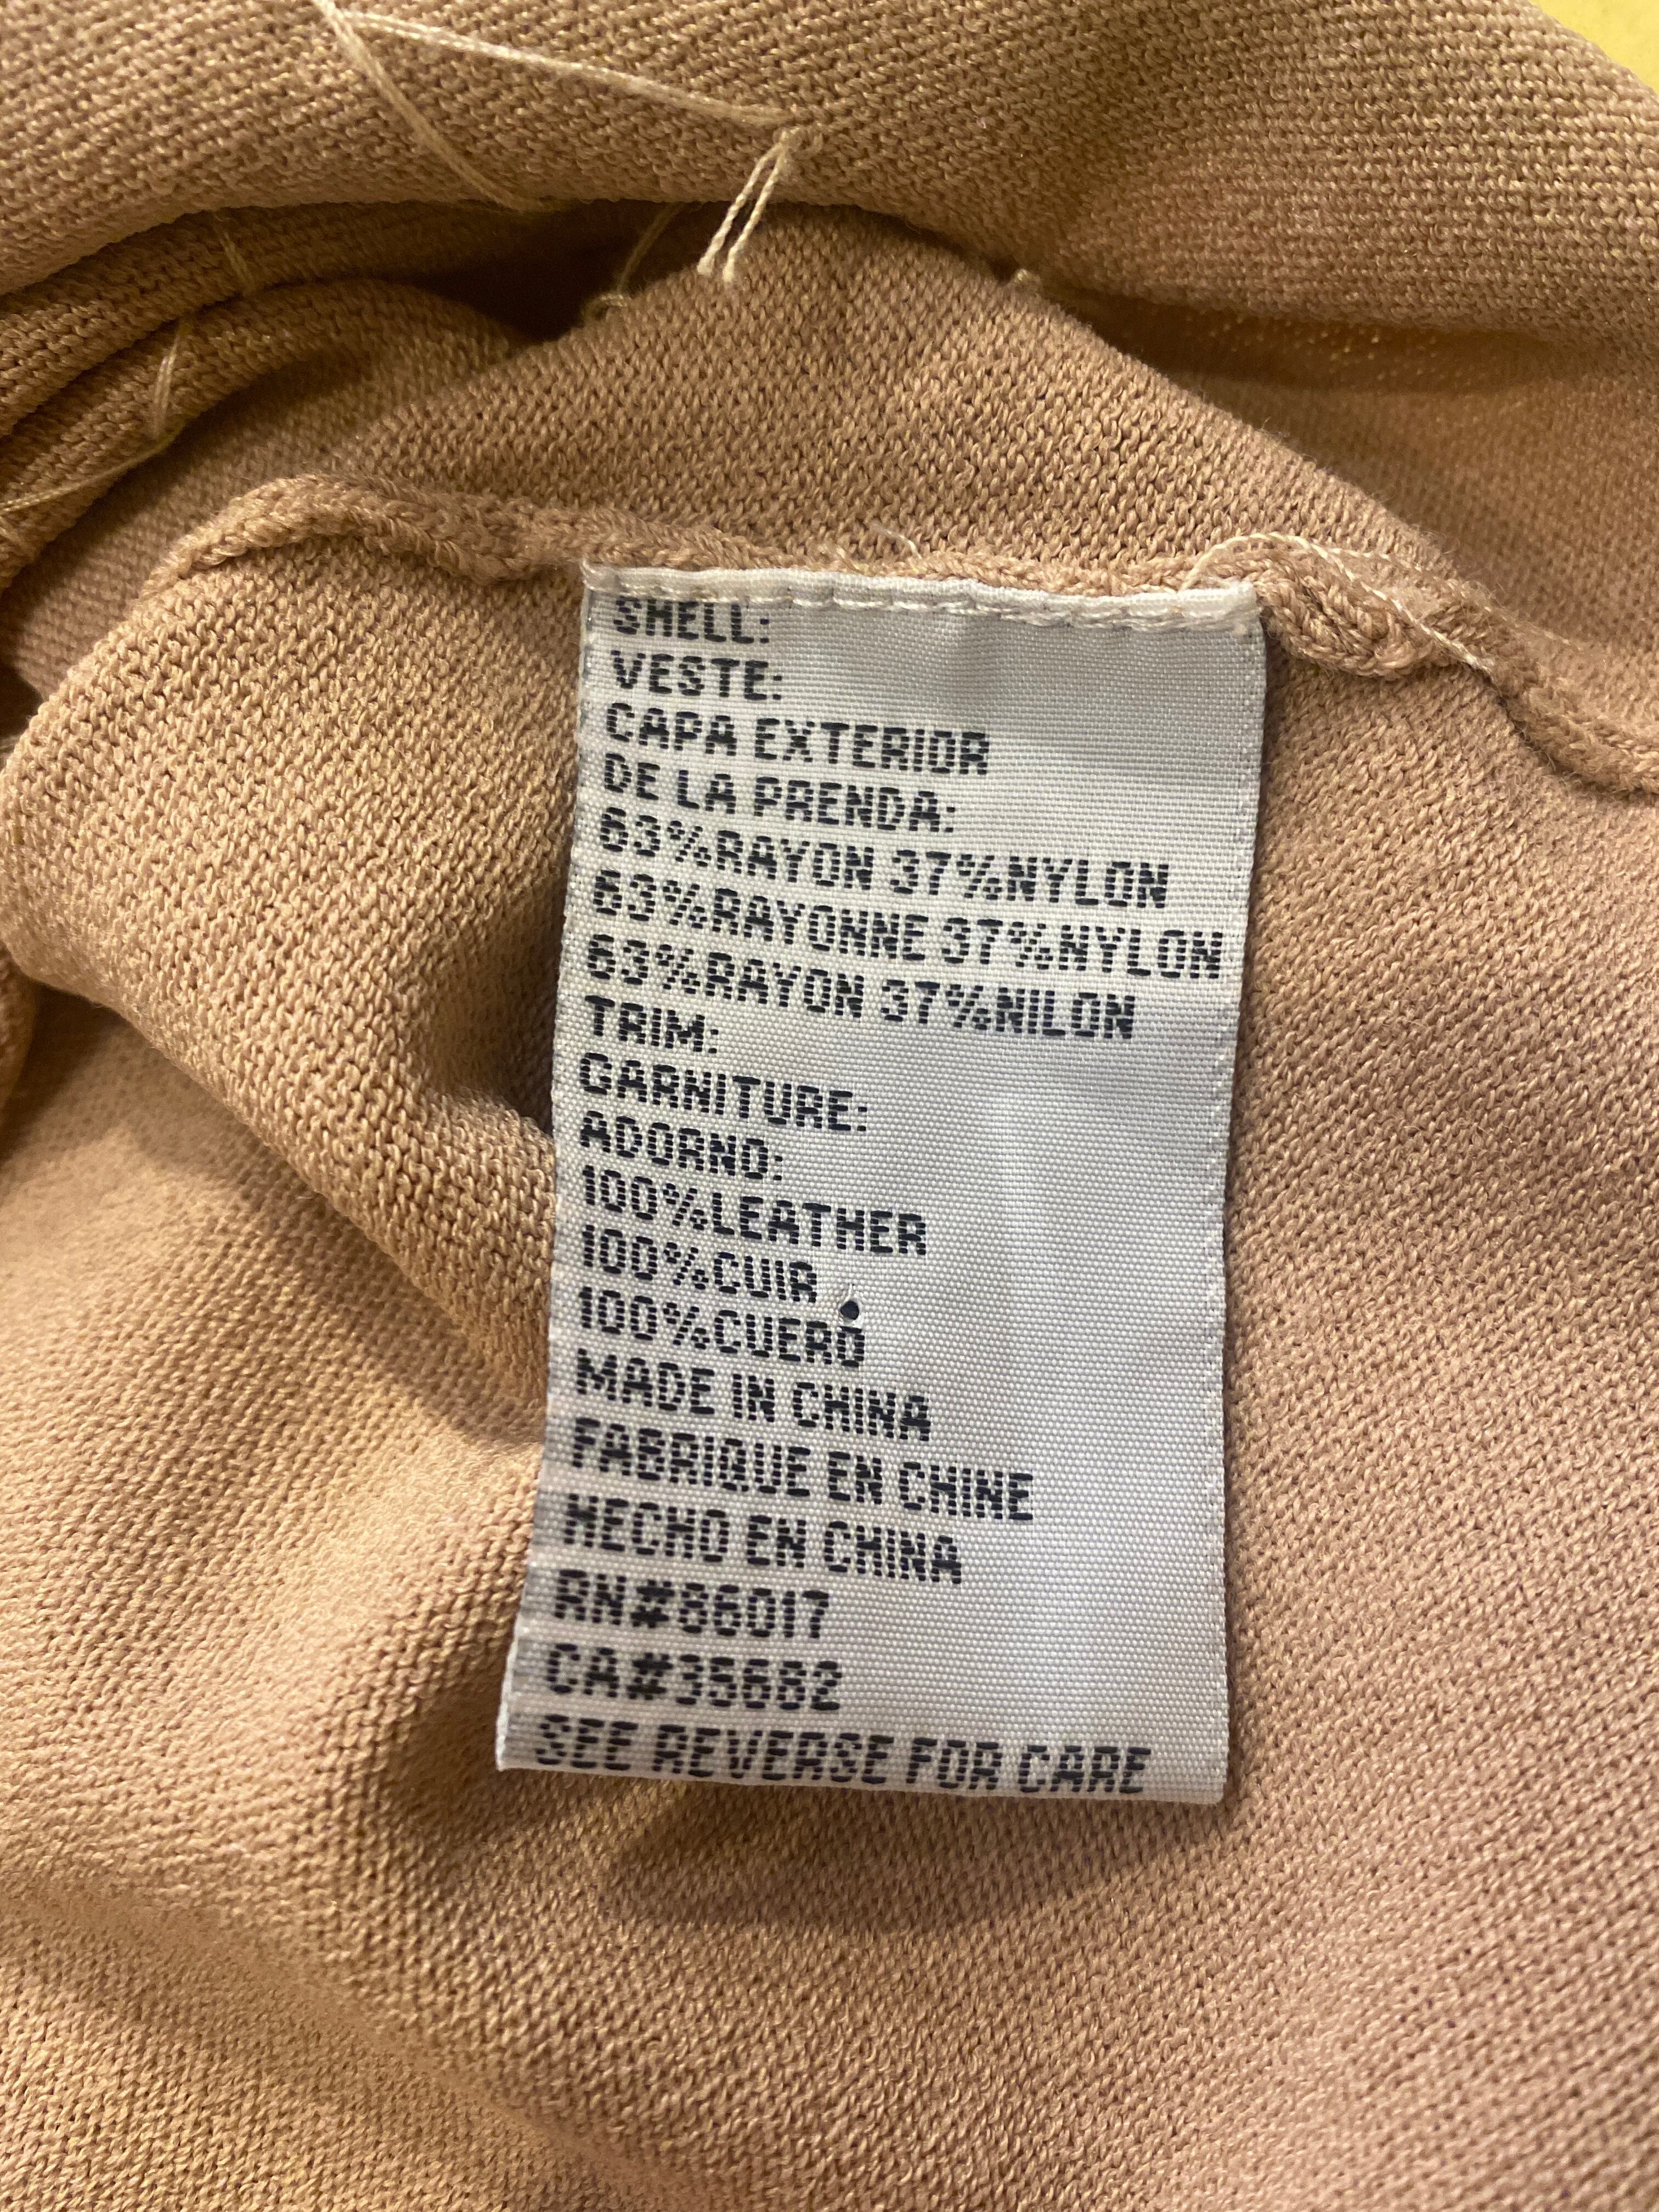 SHELL:
VESTE:
CAPA EXTERIOR
DE LA PRENDA:
63%RAYON 37%NYLON
63%RAYONNE 37%NYLON
63%RAYON 37%NILON
TRIM:
GARNITURE:
ADORNO:
100%LEATHER
100%CUIR
100%CUERO
MADE IN CHINA
FABRIQUE EN CHINE
HECHO EN CHINA
RN#86017
CA#35662
SEE REVERSE FOR CARE